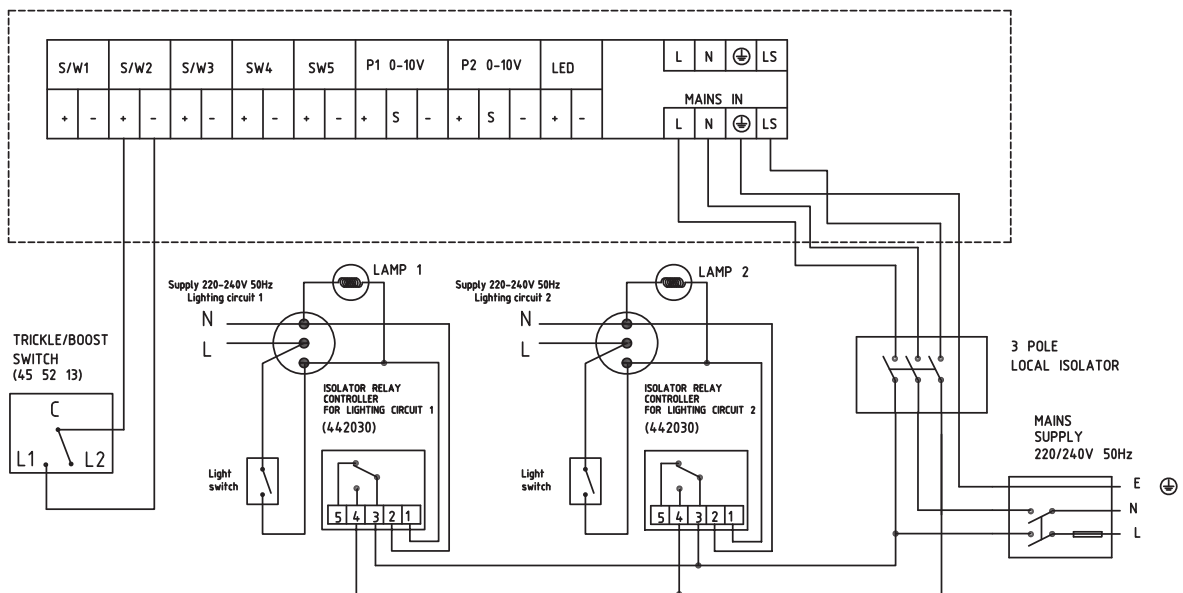 S/W1 S/W2 S/W3 SW4 SW5 P1 0-10V P2 0-10V LED
+ - + - + - + - + - + S - + S - + -
L N LS
MAINS IN
L N LS
LAMP 1
Supply 220-240V 50Hz
Lighting circuit 1
N
L
LAMP 2
Supply 220-240V 50Hz
Lighting circuit 2
N
L
TRICKLE/BOOST
SWITCH
(45 52 13)
C
L1 L2
ISOLATOR RELAY
CONTROLLER
FOR LIGHTING CIRCUIT 1
(442030)
Light
switch
5 4 3 2 1
ISOLATOR RELAY
CONTROLLER
FOR LIGHTING CIRCUIT 2
(442030)
Light
switch
5 4 3 2 1
3 POLE
LOCAL ISOLATOR
MAINS
SUPPLY
220/240V 50Hz
E
N
L